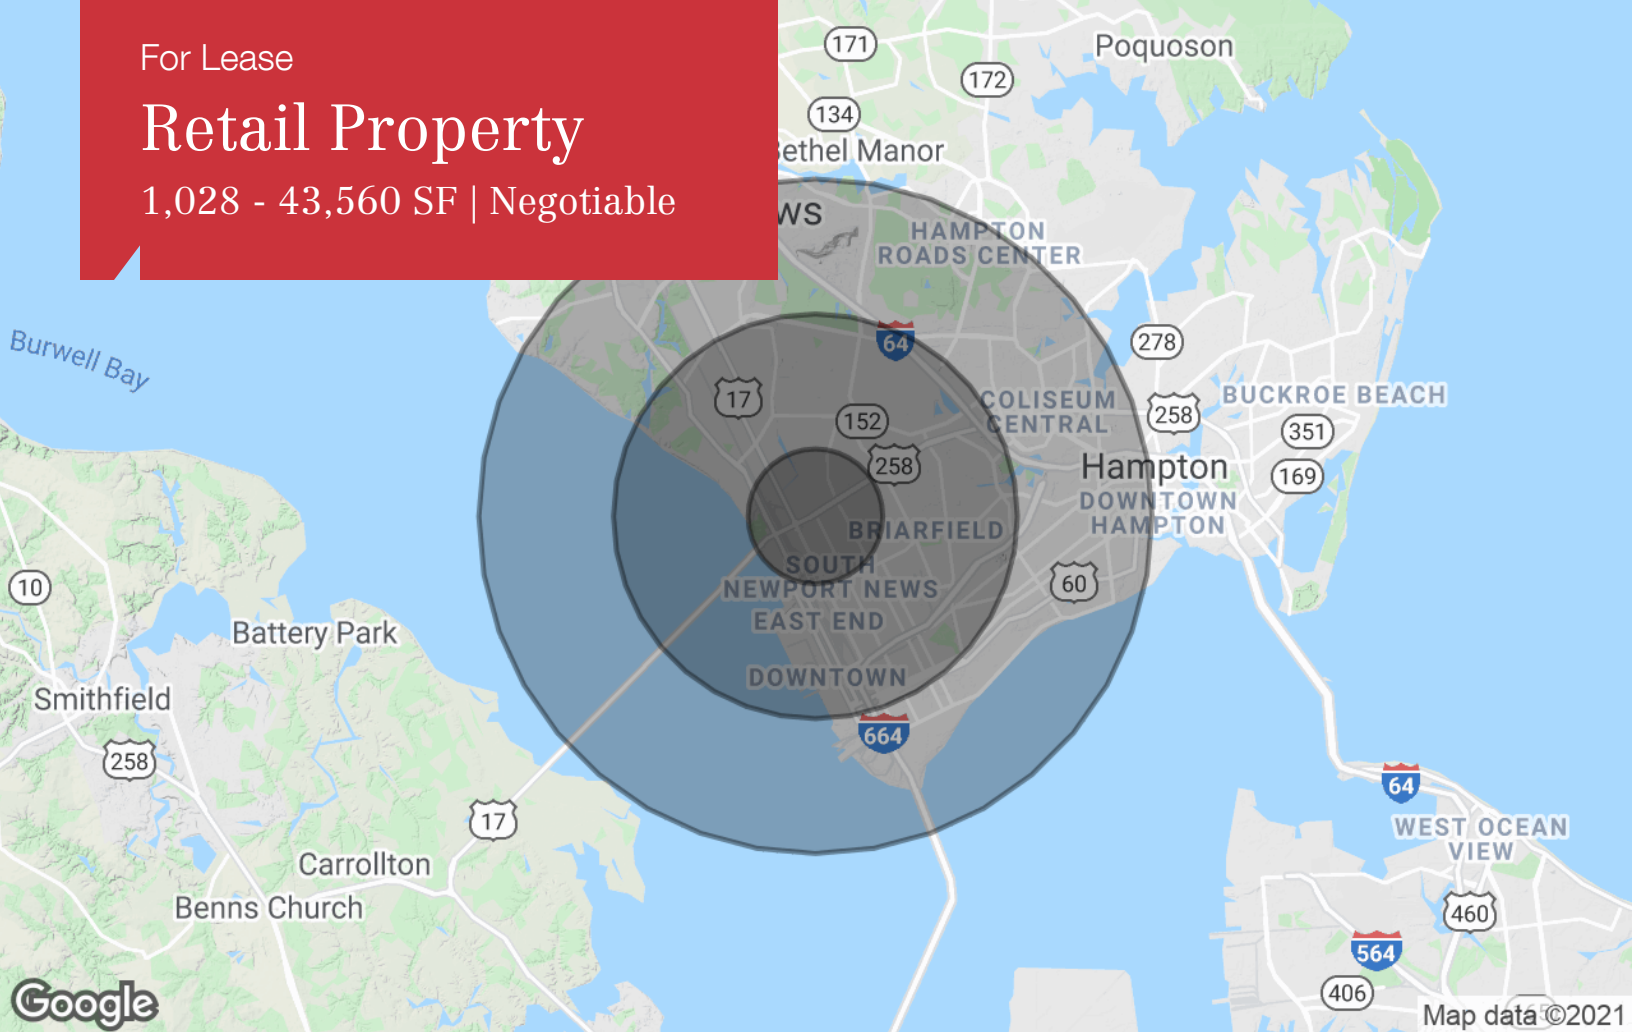 For Lease
Retail Property
1,028 - 43,560 SF | Negotiable
171
Poquoson
172
134
Bethel Manor
ws
HAMPTON
ROADS CENTER
Burwell Bay
64
278
17
COLISEUM
CENTRAL
BUCKROE BEACH
258
152
351
258
Hampton
169
DOWNTOWN
HAMPTON
BRIARFIELD
SOUTH
NEWPORT NEWS
60
10
EAST END
Battery Park
DOWNTOWN
Smithfield
664
258
64
17
WEST OCEAN
VIEW
Carrollton
Benns Church
460
564
406
Google
Map data ©2021